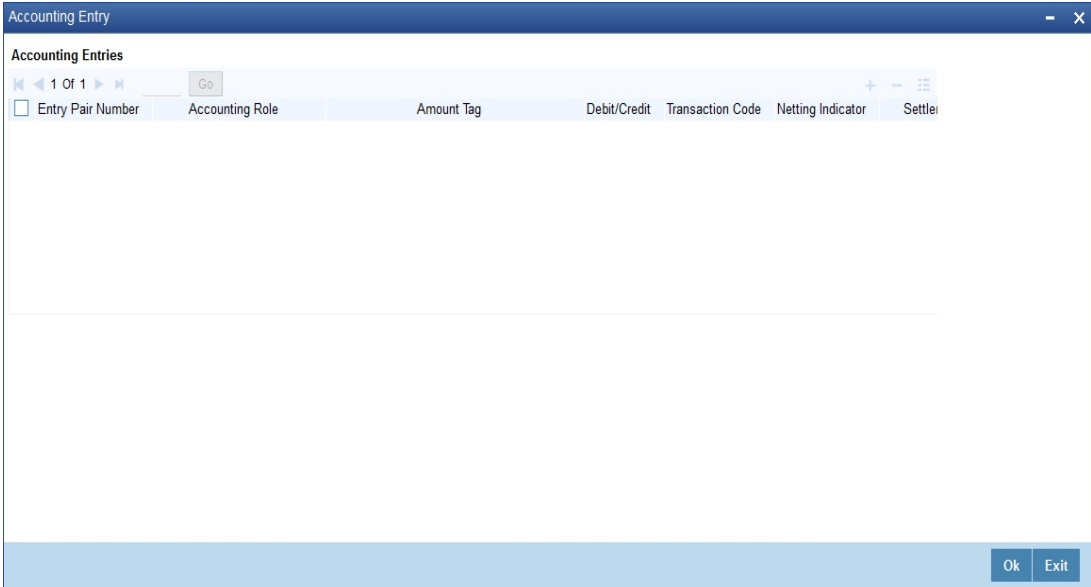 Accounting Entry
Accounting Entries
1 Of 1 Go
Entry Pair Number Accounting Role Amount Tag Debit/Credit Transaction Code Netting Indicator Settle
Ok Exit